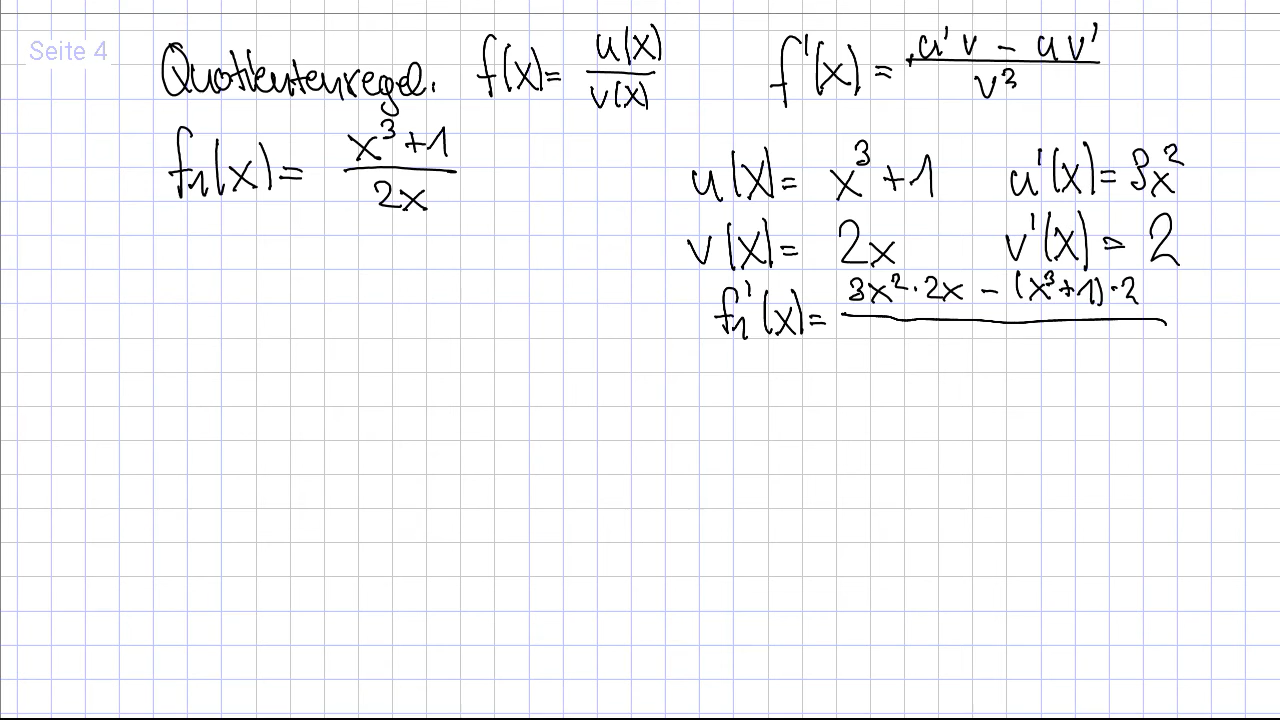 Seite 4
Quotientenregel. f(x) = u(x)/v(x) f'(x) = (u'v - uv')/v³
f₁(x) = (x³+1)/(2x)
u(x) = x³ + 1 u'(x) = 3x²
v(x) = 2x v'(x) = 2
f₁'(x) = 3x² · 2x - (x³+1) · 2